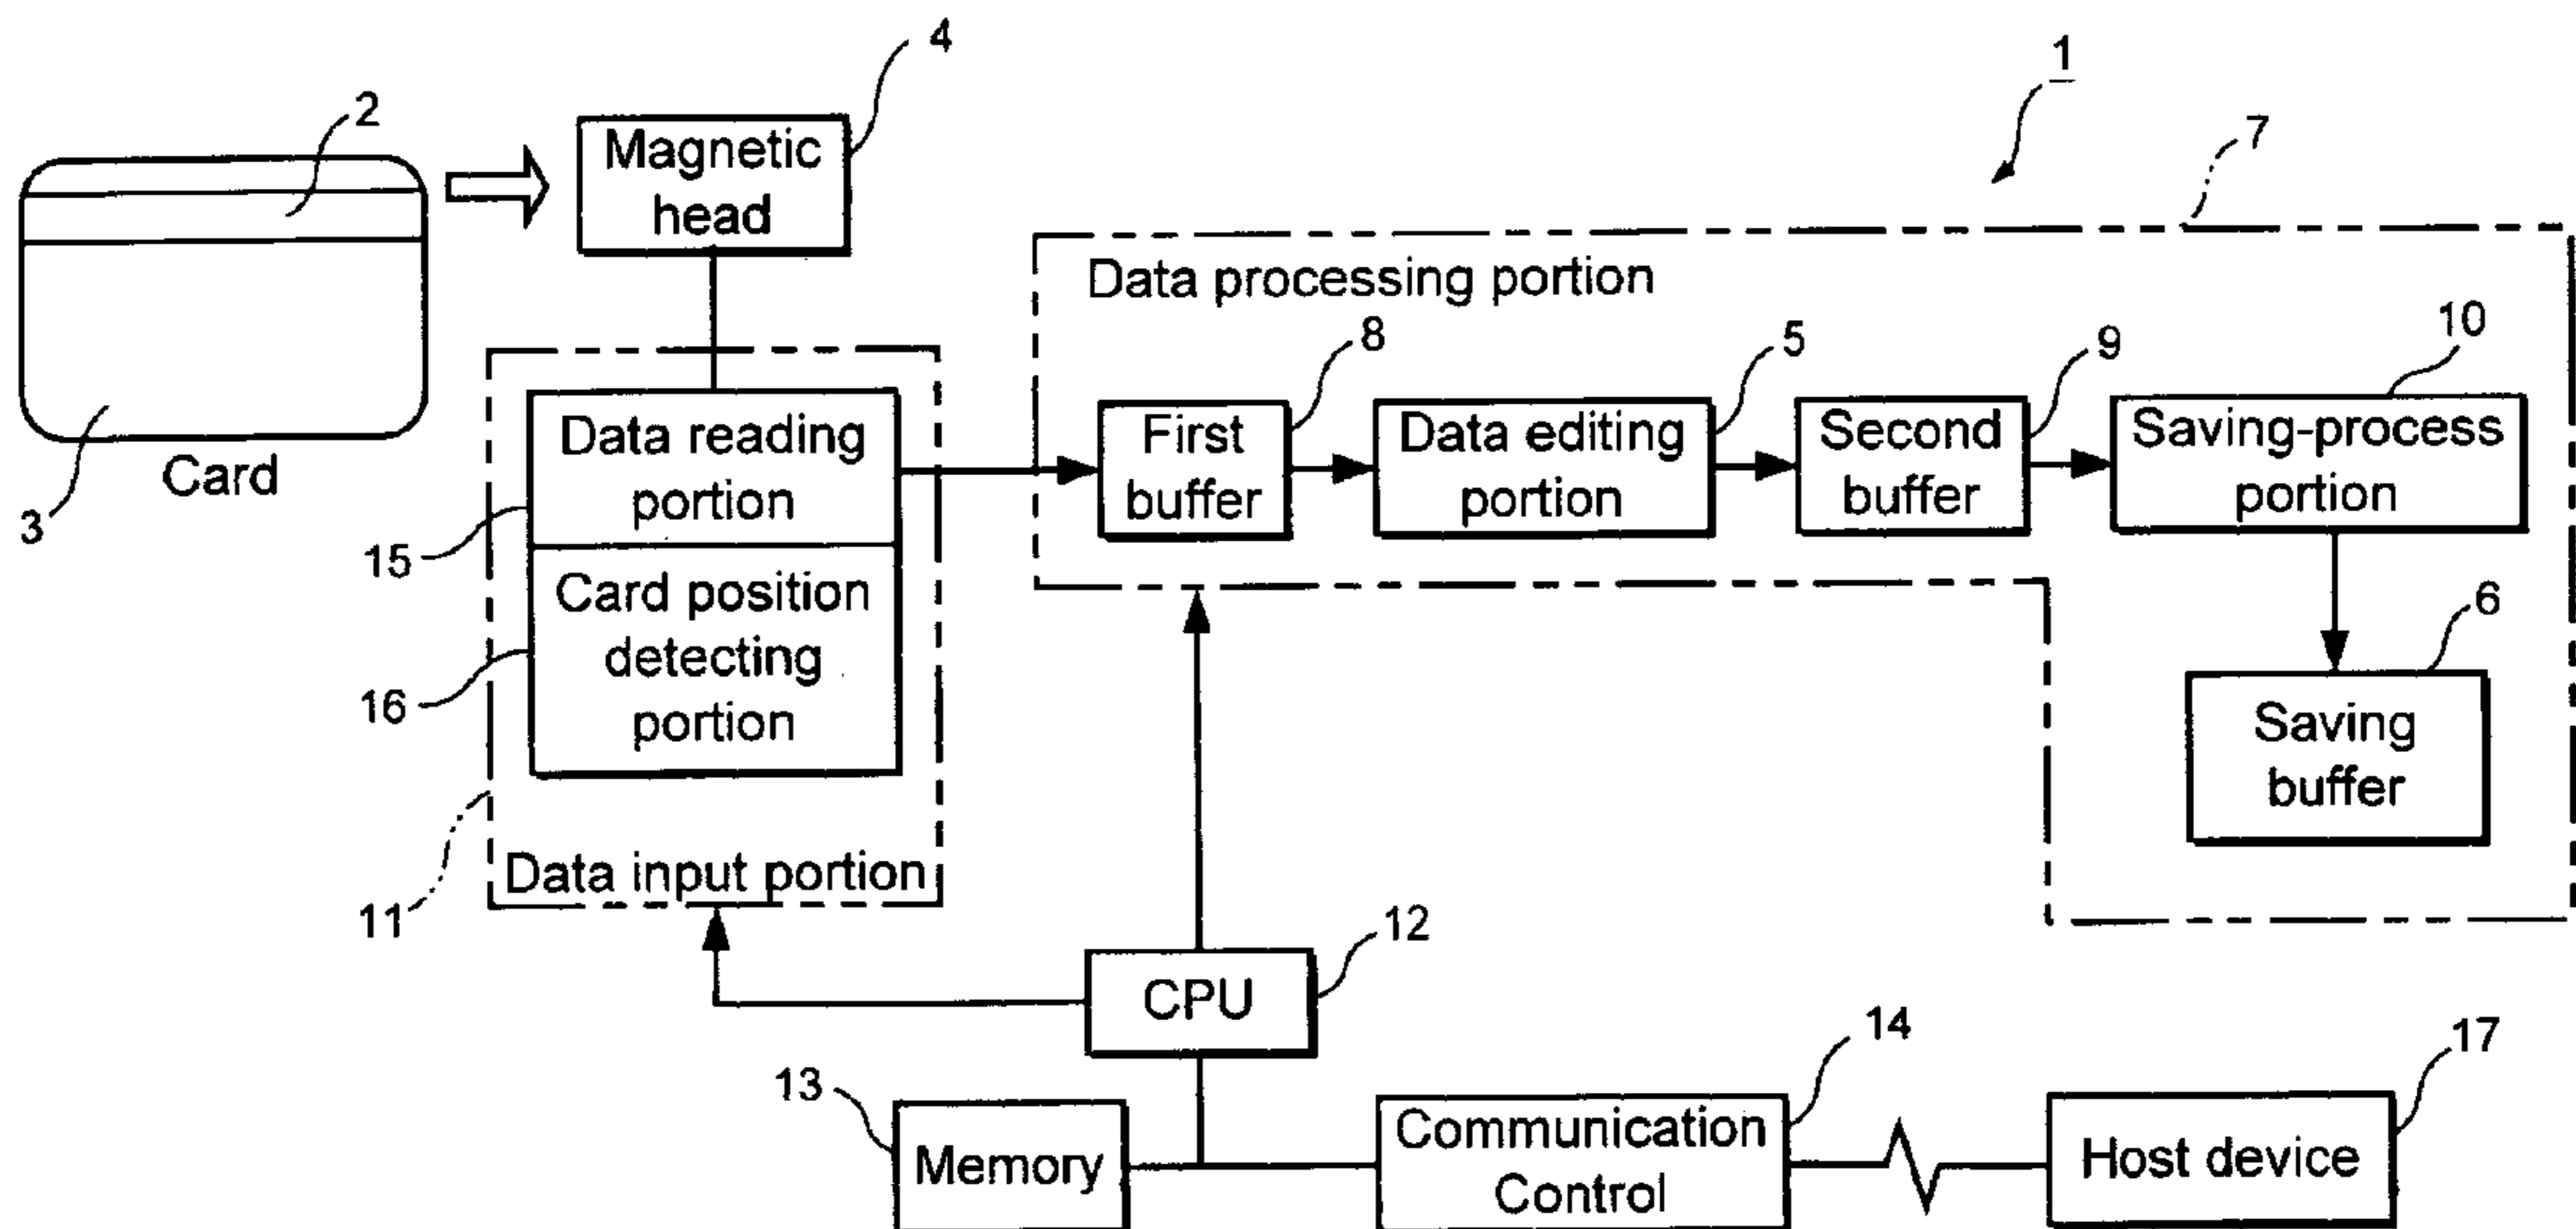 4
1
2
7
Magnetic
head
Data processing portion
8
5
9
10
First
buffer
Data editing
portion
Second
buffer
Saving-process
portion
Card
3
Data reading
portion
15
Card position
detecting
portion
16
6
Saving
buffer
Data input portion
11
12
CPU
14
17
13
Memory
Communication
Control
Host device